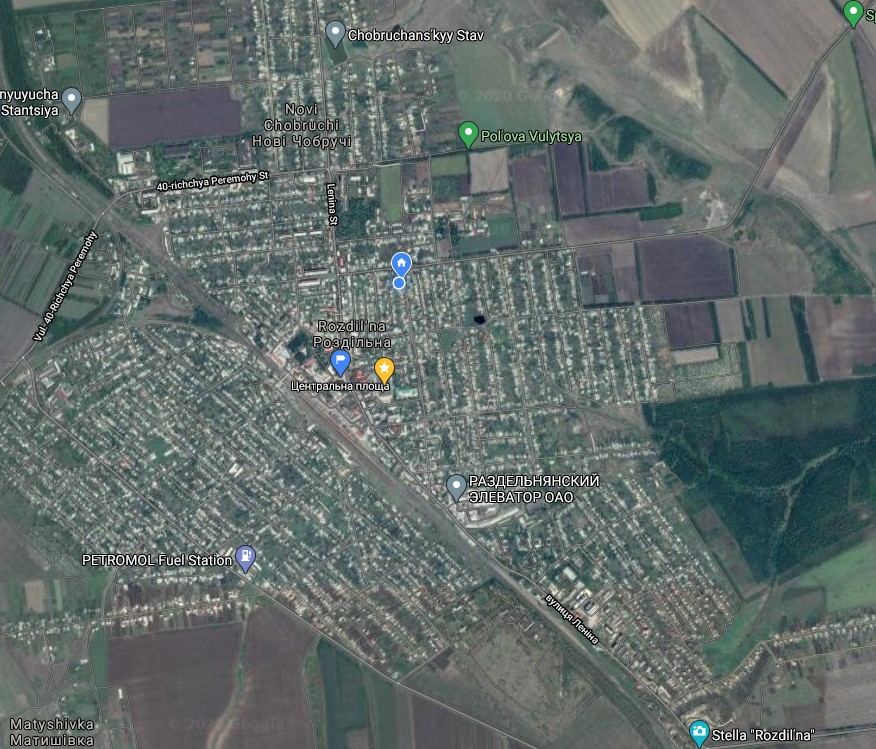 Chobruchans'kyy Stav
nyuyucha
Stantsiya
Novi
Chobruchi
Нові Чобручі
Pol'ova Vulytsya
40-richchya Peremohy St
Lenina St
Vul. 40-Richchya Peremohy
Rozdil'na
Роздільна
Центральна площа
РАЗДЕЛЬНЯНСКИЙ
ЭЛЕВАТОР ОАО
PETROMOL Fuel Station
вулиця Леніна
Matyshivka
Матишівка
Stella "Rozdil'na"